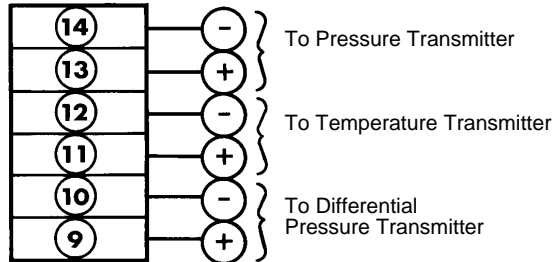 14 -
To Pressure Transmitter
13 +
12 -
To Temperature Transmitter
11 +
10 -
To Differential
Pressure Transmitter
9 +